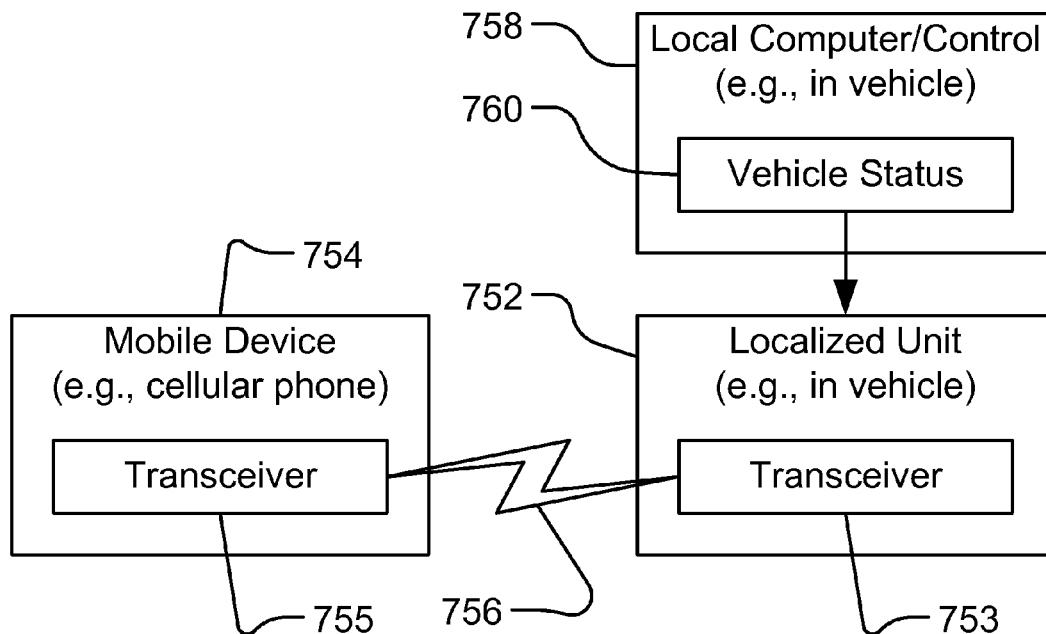 758
Local Computer/Control
(e.g., in vehicle)
760
Vehicle Status
754
752
Mobile Device
(e.g., cellular phone)
Transceiver
Localized Unit
(e.g., in vehicle)
Transceiver
755
756
753